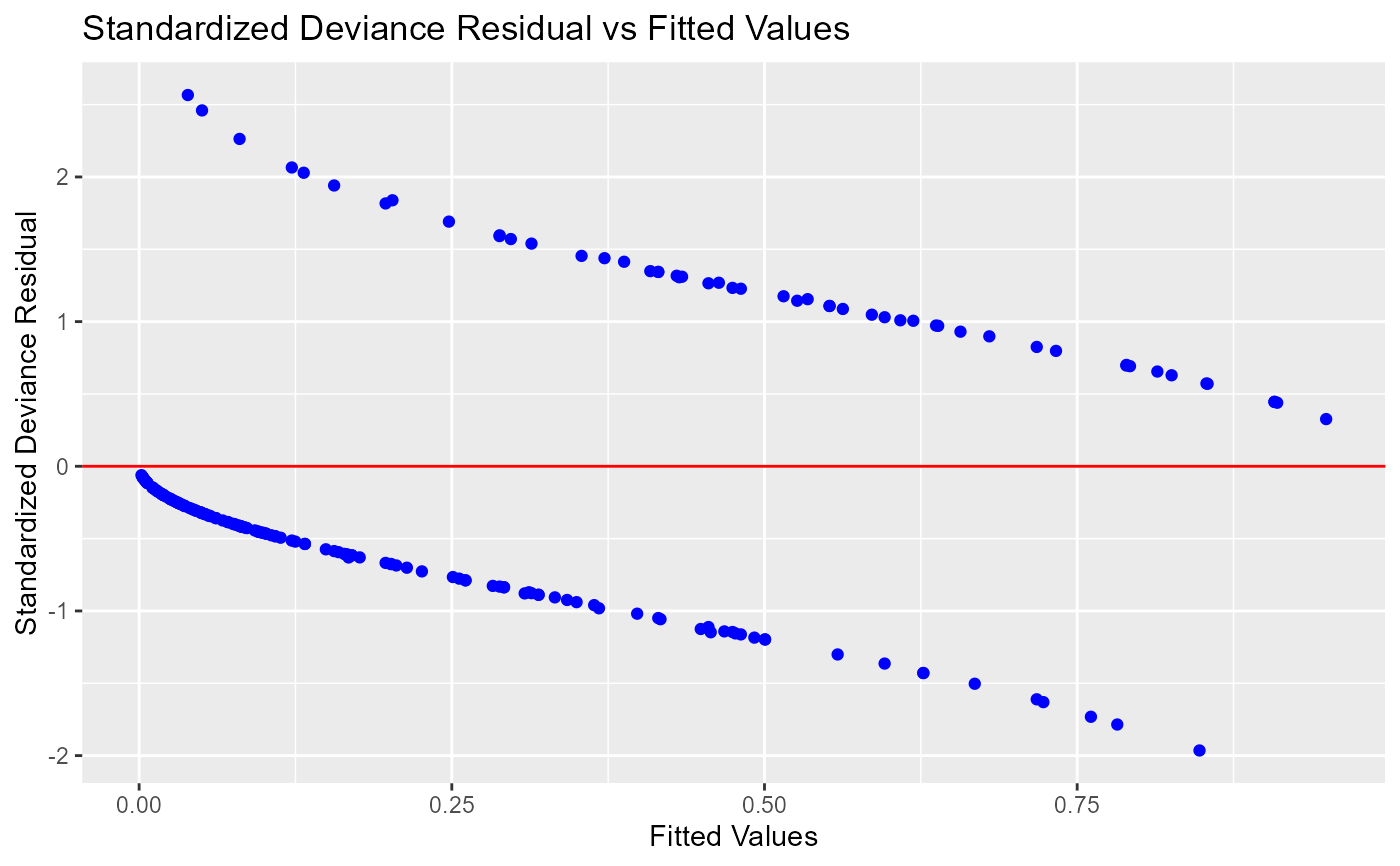 Standardized Deviance Residual vs Fitted Values
Standardized Deviance Residual
2
1
0
-1
-2
0.00 0.25 0.50 0.75
Fitted Values